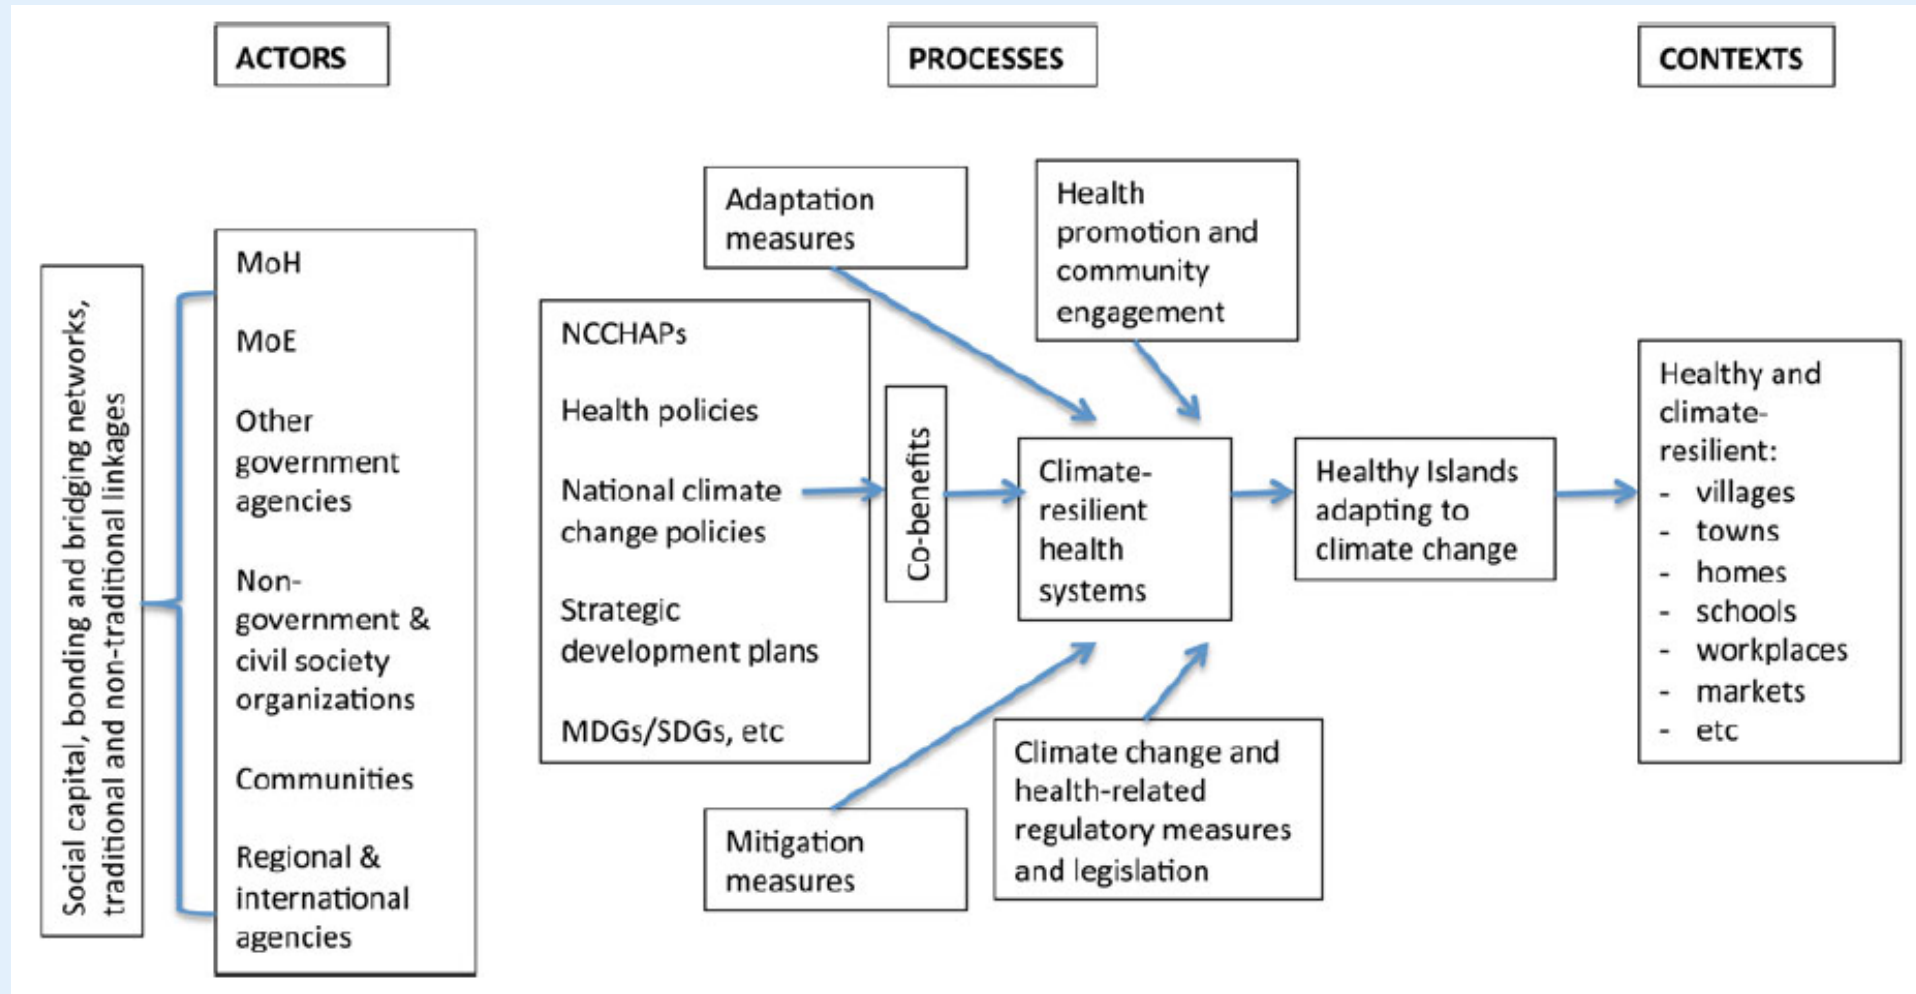 ACTORS
PROCESSES
CONTEXTS
Social capital, bonding and bridging networks,
traditional and non-traditional linkages
MoH
MoE
Other
government
agencies
Non-
government &
civil society
organizations
Communities
Regional &
international
agencies
Adaptation
measures
Health
promotion and
community
engagement
NCCHAPs
Health policies
National climate
change policies
Strategic
development plans
MDGs/SDGs, etc
Co-benefits
Climate-
resilient
health
systems
Healthy Islands
adapting to
climate change
Mitigation
measures
Climate change and
health-related
regulatory measures
and legislation
Healthy and
climate-
resilient:
- villages
- towns
- homes
- schools
- workplaces
- markets
- etc